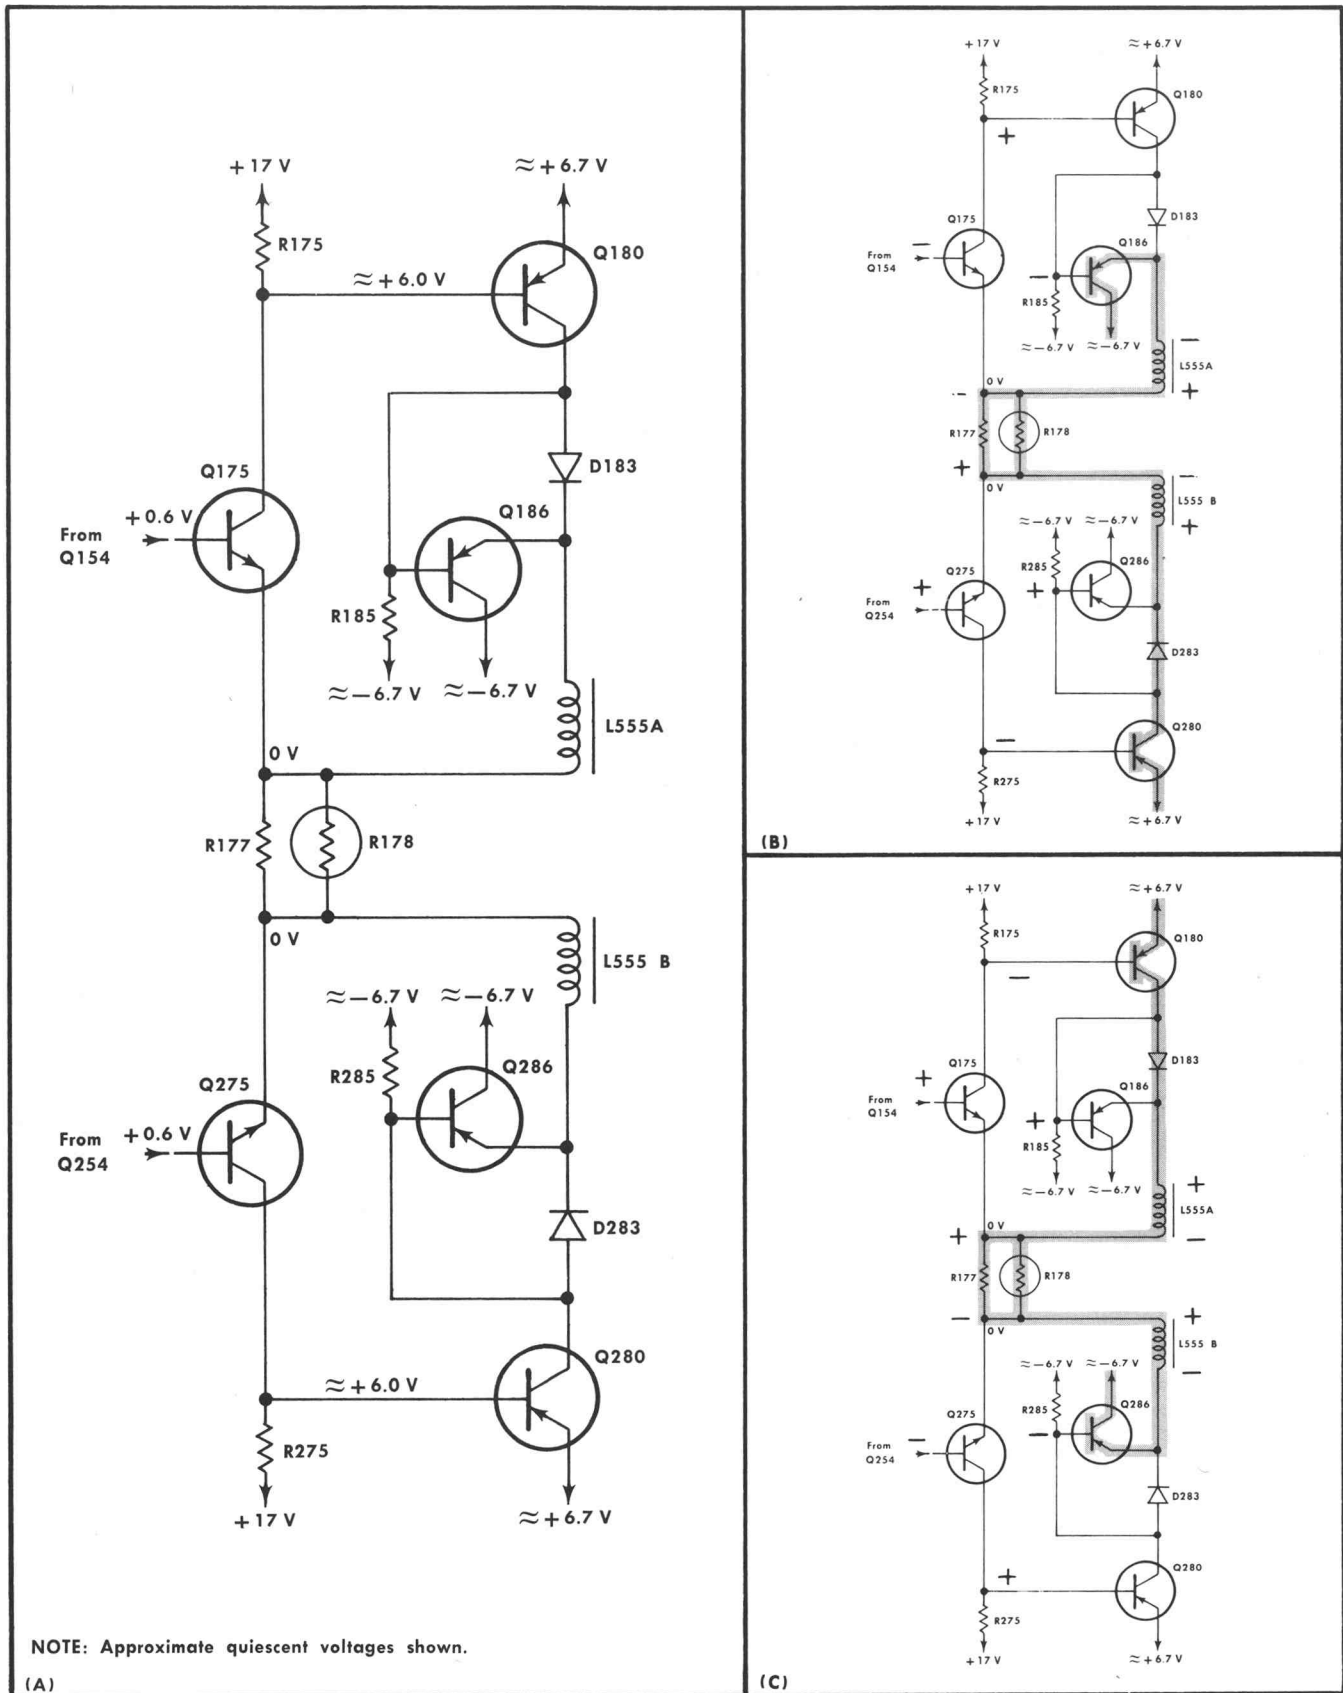 +17 V
≈+6.7 V
R175
Q180
≈+6.0 V
D183
Q175
Q186
+0.6 V
From
Q154
R185
≈−6.7 V ≈−6.7 V
L555A
0 V
R177
R178
0 V
L555 B
≈−6.7 V ≈−6.7 V
R285
Q286
Q275
+0.6 V
From
Q254
D283
Q280
≈+6.0 V
R275
+17 V
≈+6.7 V
NOTE: Approximate quiescent voltages shown.
(A)
+17 V
≈+6.7 V
R175
Q180
+
D183
Q175
Q186
−
From
Q154
−
R185
≈−6.7 V ≈−6.7 V
−
L555A
+
0 V
−
R177
R178
+
0 V
−
L555 B
+
≈−6.7 V ≈−6.7 V
R285
Q286
Q275
+
+
From
Q254
D283
Q280
−
R275
+17 V
≈+6.7 V
(B)
+17 V
≈+6.7 V
R175
Q180
−
D183
Q175
Q186
+
From
Q154
+
R185
≈−6.7 V ≈−6.7 V
+
L555A
−
0 V
+
R177
R178
−
0 V
+
L555 B
−
≈−6.7 V ≈−6.7 V
R285
Q286
Q275
−
−
From
Q254
D283
Q280
+
R275
+17 V
≈+6.7 V
(C)